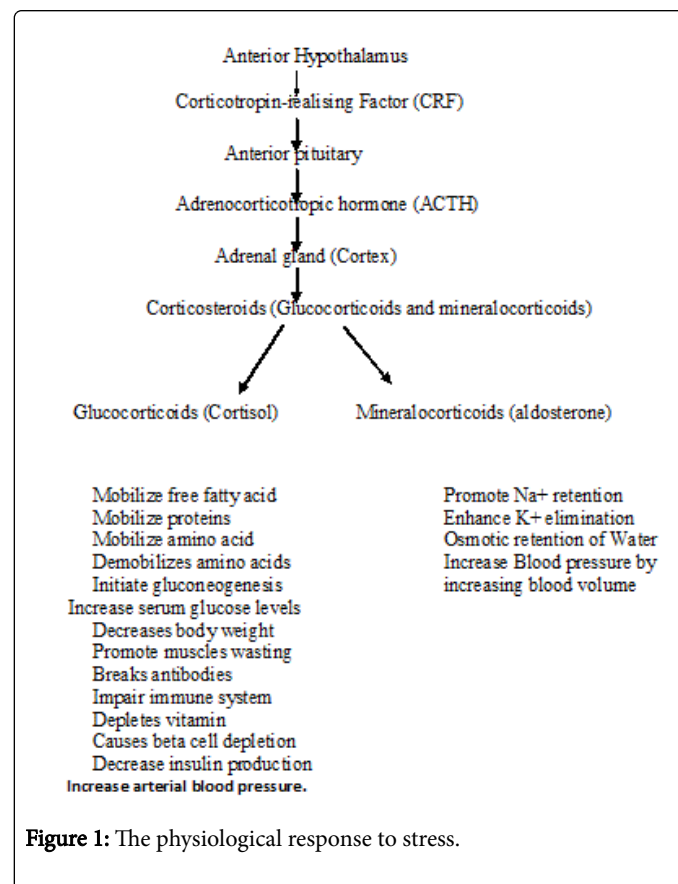 Anterior Hypothalamus
Corticotropin-realising Factor (CRF)
Anterior pituitary
Adrenocorticotropic hormone (ACTH)
Adrenal gland (Cortex)
Corticosteroids (Glucocorticoids and mineralocorticoids)
Glucocorticoids (Cortisol)
Mobilize free fatty acid
Mobilize proteins
Mobilize amino acid
Demobilizes amino acids
Initiate gluconeogenesis
Increase serum glucose levels
Decreases body weight
Promote muscles wasting
Breaks antibodies
Impair immune system
Depletes vitamin
Causes beta cell depletion
Decrease insulin production
Increase arterial blood pressure.
Mineralocorticoids (aldosterone)
Promote Na+ retention
Enhance K+ elimination
Osmotic retention of Water
Increase Blood pressure by
increasing blood volume
Figure 1: The physiological response to stress.